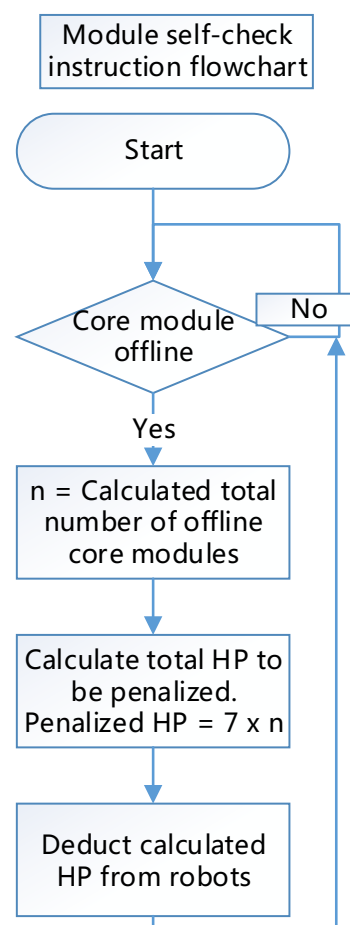 Module self-check
instruction flowchart
Start
Core module
offline
No
Yes
n = Calculated total
number of offline
core modules
Calculate total HP to
be penalized.
Penalized HP = 7 x n
Deduct calculated
HP from robots